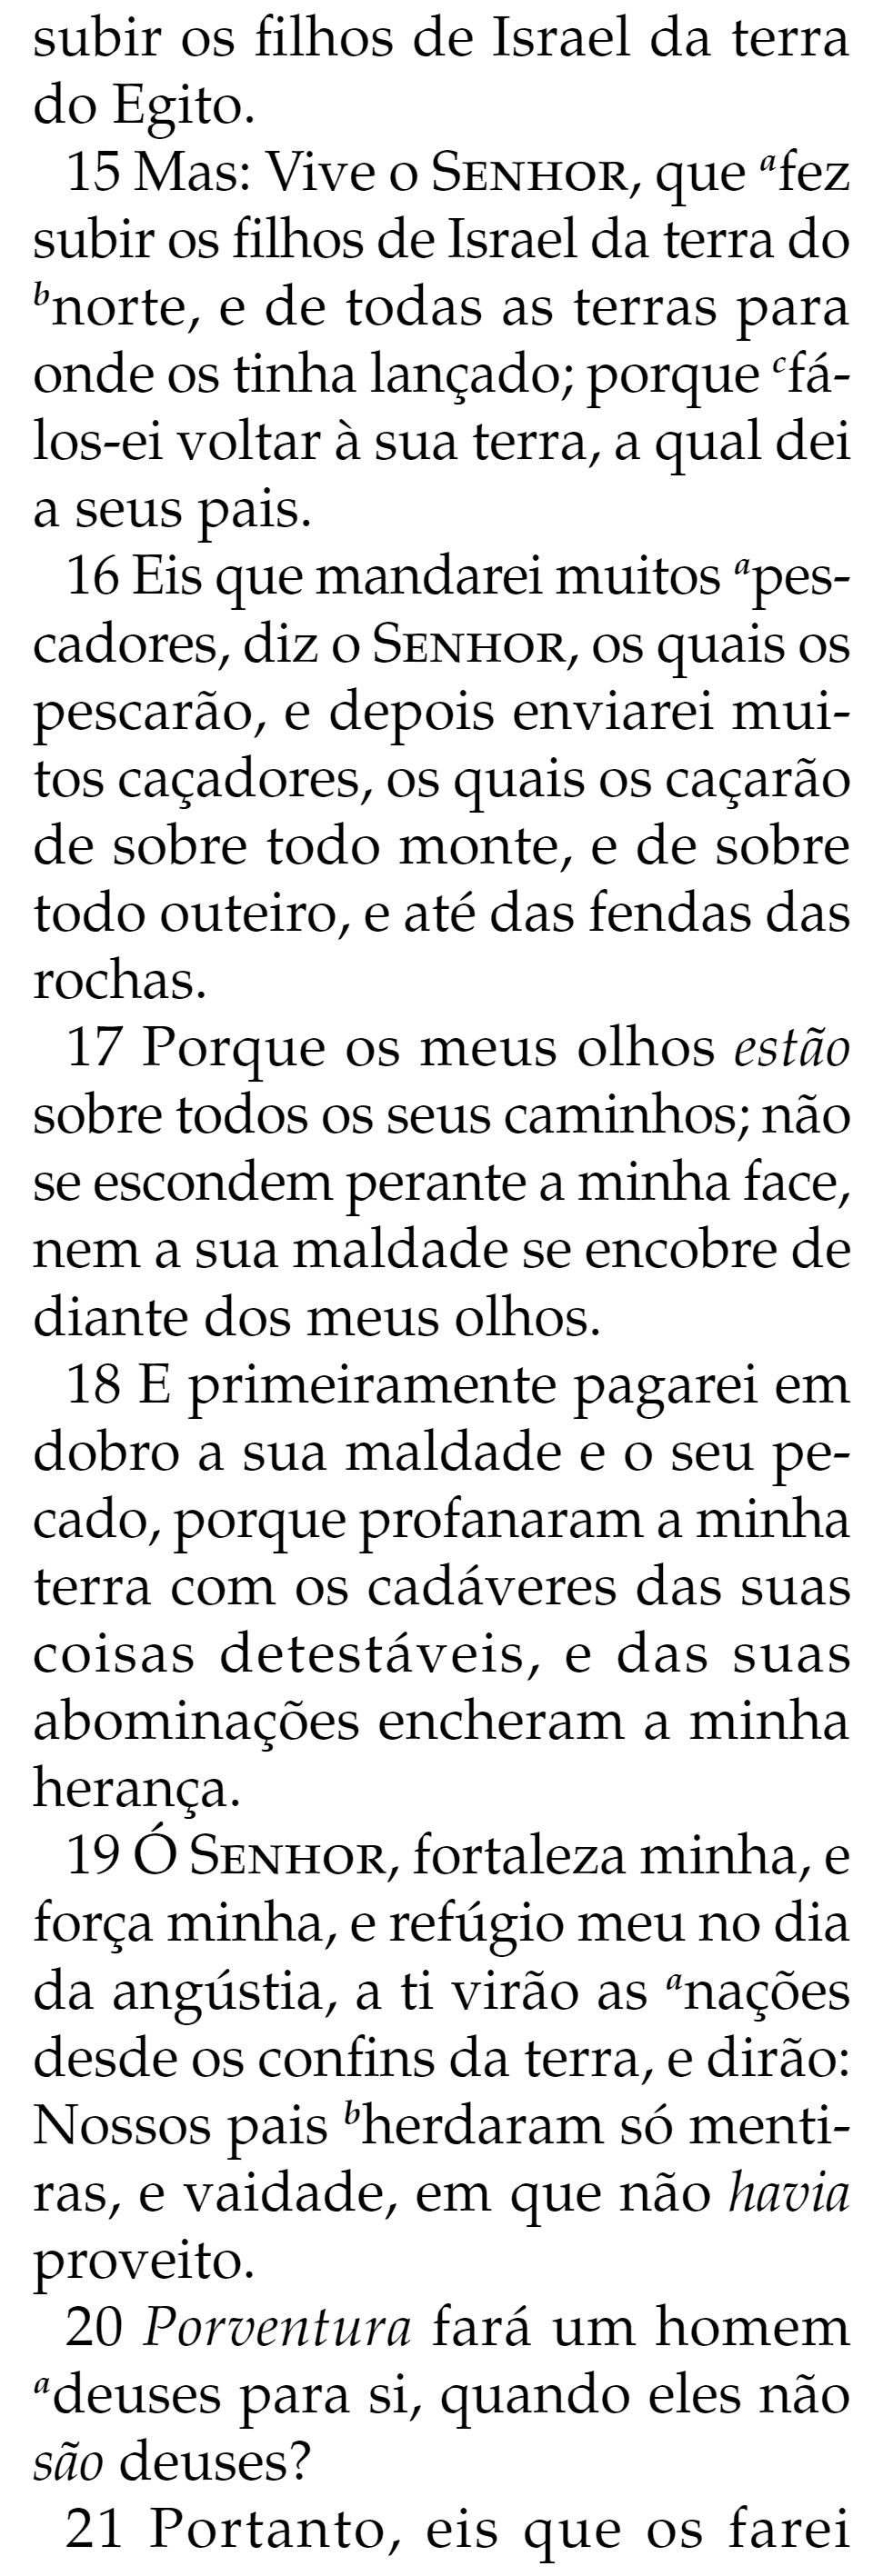 subir os filhos de Israel da terra
do Egito.
15 Mas: Vive o SENHOR, que ᵃfez
subir os filhos de Israel da terra do
ᵇnorte, e de todas as terras para
onde os tinha lançado; porque ᶜfá-
los-ei voltar à sua terra, a qual dei
a seus pais.
16 Eis que mandarei muitos ᵃpes-
cadores, diz o SENHOR, os quais os
pescarão, e depois enviarei mui-
tos caçadores, os quais os caçarão
de sobre todo monte, e de sobre
todo outeiro, e até das fendas das
rochas.
17 Porque os meus olhos estão
sobre todos os seus caminhos; não
se escondem perante a minha face,
nem a sua maldade se encobre de
diante dos meus olhos.
18 E primeiramente pagarei em
dobro a sua maldade e o seu pe-
cado, porque profanaram a minha
terra com os cadáveres das suas
coisas detestáveis, e das suas
abominações encheram a minha
herança.
19 Ó SENHOR, fortaleza minha, e
força minha, e refúgio meu no dia
da angústia, a ti virão as ᵃnações
desde os confins da terra, e dirão:
Nossos pais ᵇherdaram só menti-
ras, e vaidade, em que não havia
proveito.
20 Porventura fará um homem
ᵃdeuses para si, quando eles não
são deuses?
21 Portanto, eis que os farei